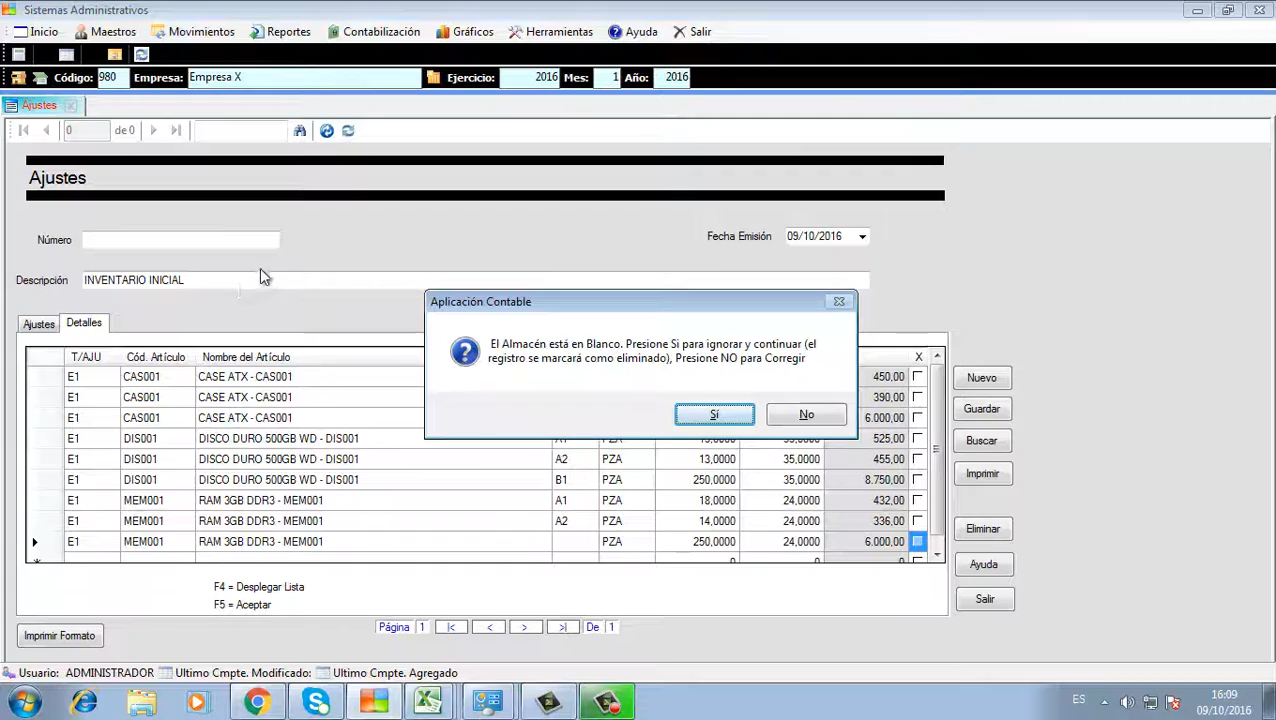 Sistemas Administrativos
Inicio Maestros Movimientos Reportes Contabilización Gráficos Herramientas Ayuda Salir
Código: 980 Empresa: Empresa X Ejercicio: 2016 Mes: 1 Año: 2016
Ajustes
0 de 0
Ajustes
Número Fecha Emisión 09/10/2016
Descripción INVENTARIO INICIAL
Aplicación Contable
El Almacén está en Blanco. Presione Si para ignorar y continuar (el
registro se marcará como eliminado), Presione NO para Corregir
Sí No
Ajustes Detalles
T/AJU Cód. Artículo Nombre del Artículo X
E1 CAS001 CASE ATX - CAS001 450,00
E1 CAS001 CASE ATX - CAS001 390,00
E1 CAS001 CASE ATX - CAS001 6.000,00
E1 DIS001 DISCO DURO 500GB WD - DIS001 A1 PZA 15,0000 35,0000 525,00
E1 DIS001 DISCO DURO 500GB WD - DIS001 A2 PZA 13,0000 35,0000 455,00
E1 DIS001 DISCO DURO 500GB WD - DIS001 B1 PZA 250,0000 35,0000 8.750,00
E1 MEM001 RAM 3GB DDR3 - MEM001 A1 PZA 18,0000 24,0000 432,00
E1 MEM001 RAM 3GB DDR3 - MEM001 A2 PZA 14,0000 24,0000 336,00
E1 MEM001 RAM 3GB DDR3 - MEM001 PZA 250,0000 24,0000 6.000,00
0 0 0
Nuevo
Guardar
Buscar
Imprimir
Eliminar
Ayuda
Salir
F4 = Desplegar Lista
F5 = Aceptar
Página 1 |< < > >| De 1
Imprimir Formato
Usuario: ADMINISTRADOR Ultimo Cmpte. Modificado: Ultimo Cmpte. Agregado
ES 16:09
09/10/2016